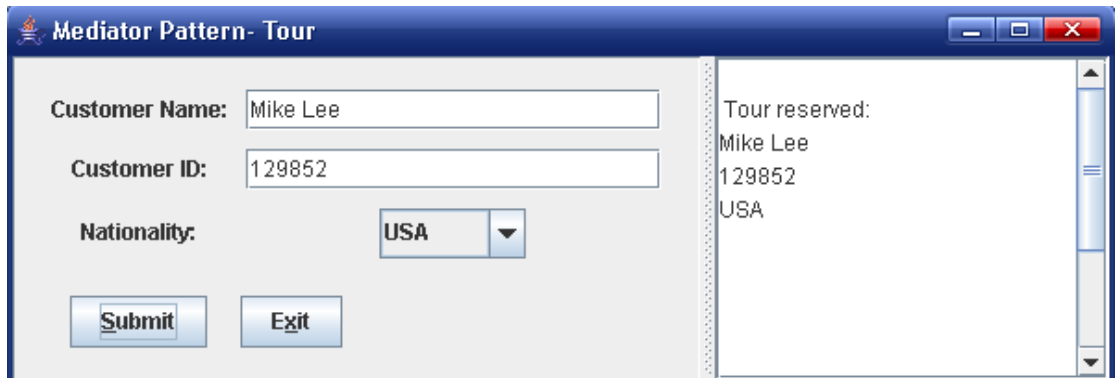 Mediator Pattern- Tour
Customer Name: Mike Lee
Customer ID: 129852
Nationality: USA
Submit Exit
Tour reserved:
Mike Lee
129852
USA